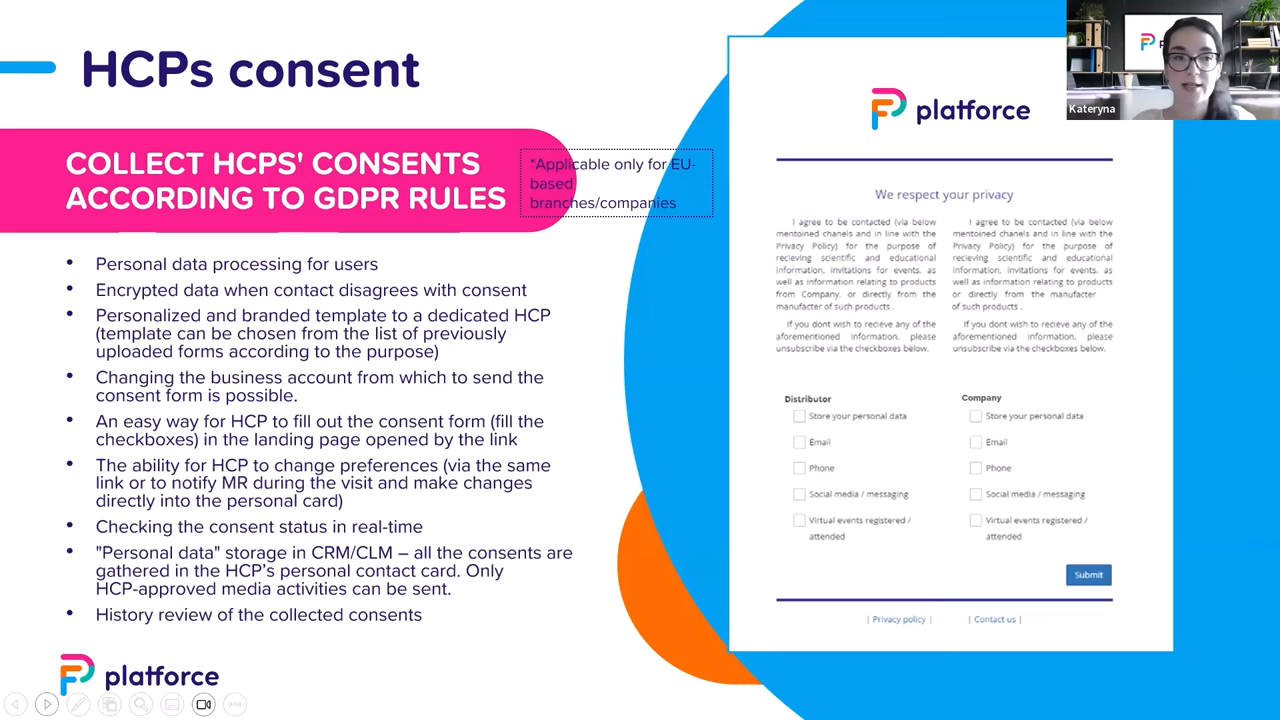 HCPs consent
COLLECT HCPS' CONSENTS
ACCORDING TO GDPR RULES
*Applicable only for EU-
based
branches/companies
• Personal data processing for users
• Encrypted data when contact disagrees with consent
• Personalized and branded template to a dedicated HCP
(template can be chosen from the list of previously
uploaded forms according to the purpose)
• Changing the business account from which to send the
consent form is possible.
• An easy way for HCP to fill out the consent form (fill the
checkboxes) in the landing page opened by the link
• The ability for HCP to change preferences (via the same
link or to notify MR during the visit and make changes
directly into the personal card)
• Checking the consent status in real-time
• "Personal data" storage in CRM/CLM – all the consents are
gathered in the HCP's personal contact card. Only
HCP-approved media activities can be sent.
• History review of the collected consents
platforce
platforce
We respect your privacy
I agree to be contacted (via below
mentoined chanels and in line with the
Privacy Policy) for the purpose of
recieving scientific and educational
information, invitations for events, as
well as information relating to products
from Company, or directly from the
manufacter of such products .
If you dont wish to recieve any of the
aforementioned information, please
unsubscribe via the checkboxes below.
I agree to be contacted (via below
mentoined chanels and in line with the
Privacy Policy) for the purpose of
recieving scientific and educational
information, invitations for events, as
well as information relating to products
or directly from the manufacter
of such products .
If you dont wish to recieve any of the
aforementioned information, please
unsubscribe via the checkboxes below.
Distributor
Store your personal data
Email
Phone
Social media / messaging
Virtual events registered /
attended
Company
Store your personal data
Email
Phone
Social media / messaging
Virtual events registered /
attended
Submit
| Privacy policy |
| Contact us |
Kateryna